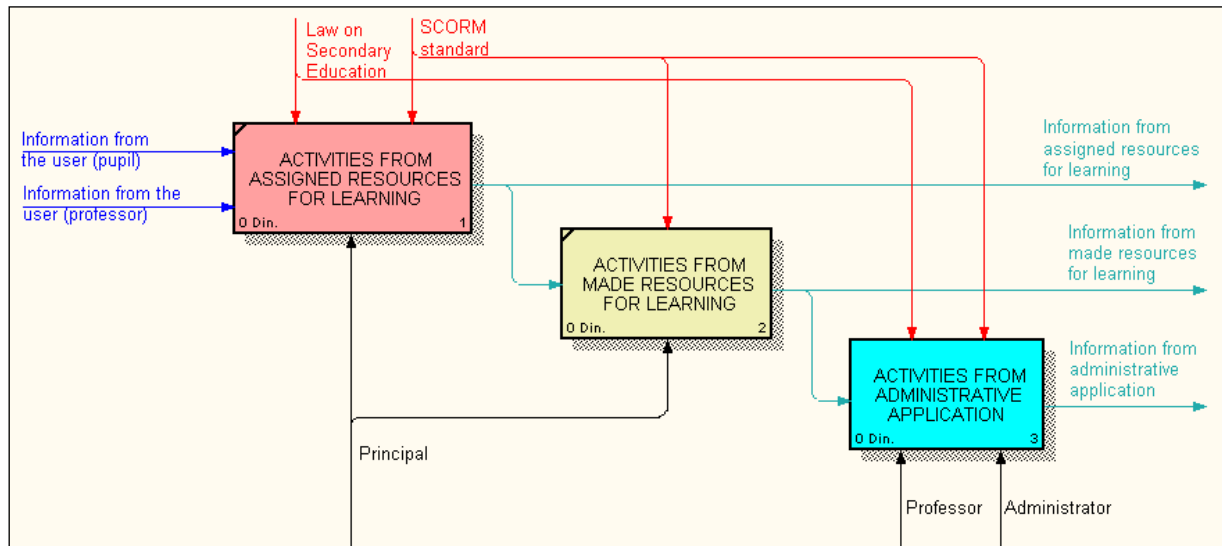 Law on
Secondary
Education
SCORM
standard
Information from
the user (pupil)
Information from the
user (professor)
ACTIVITIES FROM
ASSIGNED RESOURCES
FOR LEARNING
0 Din.
1
Information from
assigned resources
for learning
ACTIVITIES FROM
MADE RESOURCES
FOR LEARNING
0 Din.
2
Information from
made resources
for learning
ACTIVITIES FROM
ADMINISTRATIVE
APPLICATION
0 Din.
3
Information from
administrative
application
Principal
Professor
Administrator